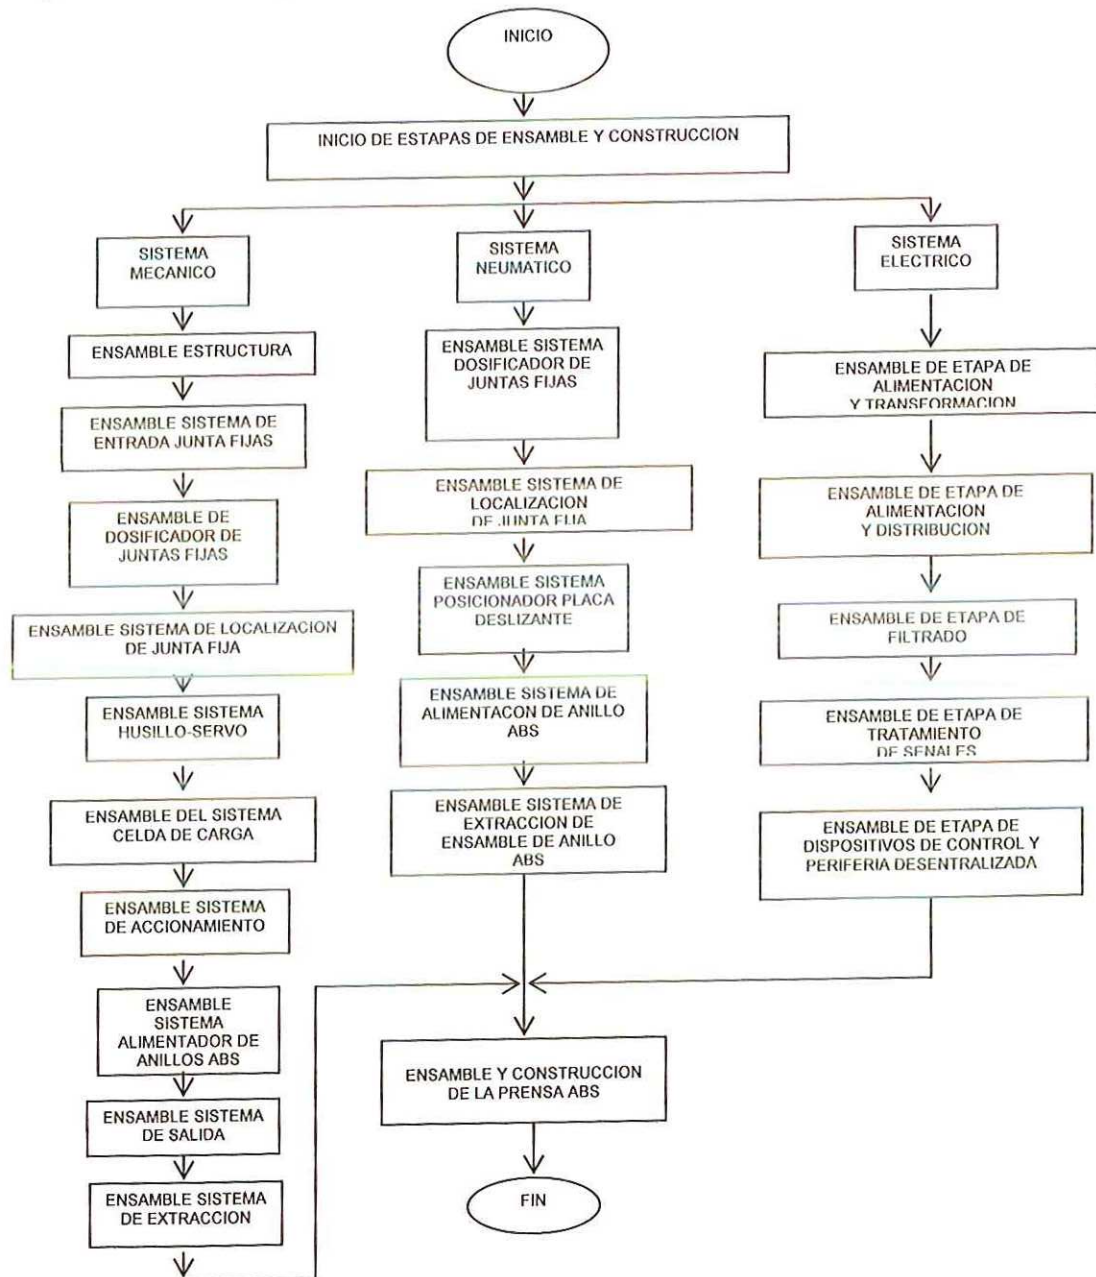 INICIO
INICIO DE ESTAPAS DE ENSAMBLE Y CONSTRUCCION
SISTEMA
MECANICO
ENSAMBLE ESTRUCTURA
ENSAMBLE SISTEMA DE
ENTRADA JUNTA FIJAS
ENSAMBLE DE
DOSIFICADOR DE
JUNTAS FIJAS
ENSAMBLE SISTEMA DE LOCALIZACION
DE JUNTA FIJA
ENSAMBLE SISTEMA
HUSILLO-SERVO
ENSAMBLE DEL SISTEMA
CELDA DE CARGA
ENSAMBLE SISTEMA
DE ACCIONAMIENTO
ENSAMBLE
SISTEMA
ALIMENTADOR DE
ANILLOS ABS
ENSAMBLE SISTEMA
DE SALIDA
ENSAMBLE SISTEMA
DE EXTRACCION
SISTEMA
NEUMATICO
ENSAMBLE SISTEMA
DOSIFICADOR DE
JUNTAS FIJAS
ENSAMBLE SISTEMA DE
LOCALIZACION
DE JUNTA FIJA
ENSAMBLE SISTEMA
POSICIONADOR PLACA
DESLIZANTE
ENSAMBLE SISTEMA DE
ALIMENTACON DE ANILLO
ABS
ENSAMBLE SISTEMA DE
EXTRACCION DE
ENSAMBLE DE ANILLO
ABS
SISTEMA
ELECTRICO
ENSAMBLE DE ETAPA DE
ALIMENTACION
Y TRANSFORMACION
ENSAMBLE DE ETAPA DE
ALIMENTACION
Y DISTRIBUCION
ENSAMBLE DE ETAPA DE
FILTRADO
ENSAMBLE DE ETAPA DE
TRATAMIENTO
DE SENALES
ENSAMBLE DE ETAPA DE
DISPOSITIVOS DE CONTROL Y
PERIFERIA DESENTRALIZADA
ENSAMBLE Y CONSTRUCCION
DE LA PRENSA ABS
FIN